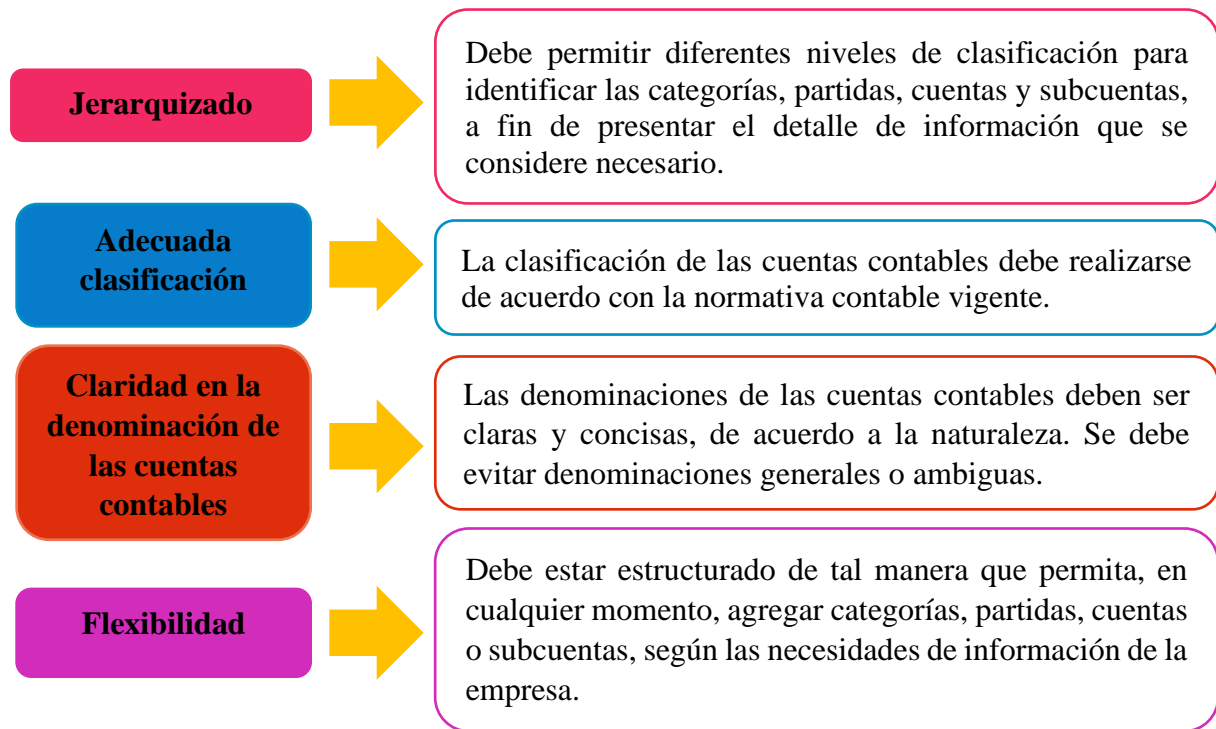 Jerarquizado
Debe permitir diferentes niveles de clasificación para
identificar las categorías, partidas, cuentas y subcuentas,
a fin de presentar el detalle de información que se
considere necesario.
Adecuada
clasificación
La clasificación de las cuentas contables debe realizarse
de acuerdo con la normativa contable vigente.
Claridad en la
denominación de
las cuentas
contables
Las denominaciones de las cuentas contables deben ser
claras y concisas, de acuerdo a la naturaleza. Se debe
evitar denominaciones generales o ambiguas.
Flexibilidad
Debe estar estructurado de tal manera que permita, en
cualquier momento, agregar categorías, partidas, cuentas
o subcuentas, según las necesidades de información de la
empresa.